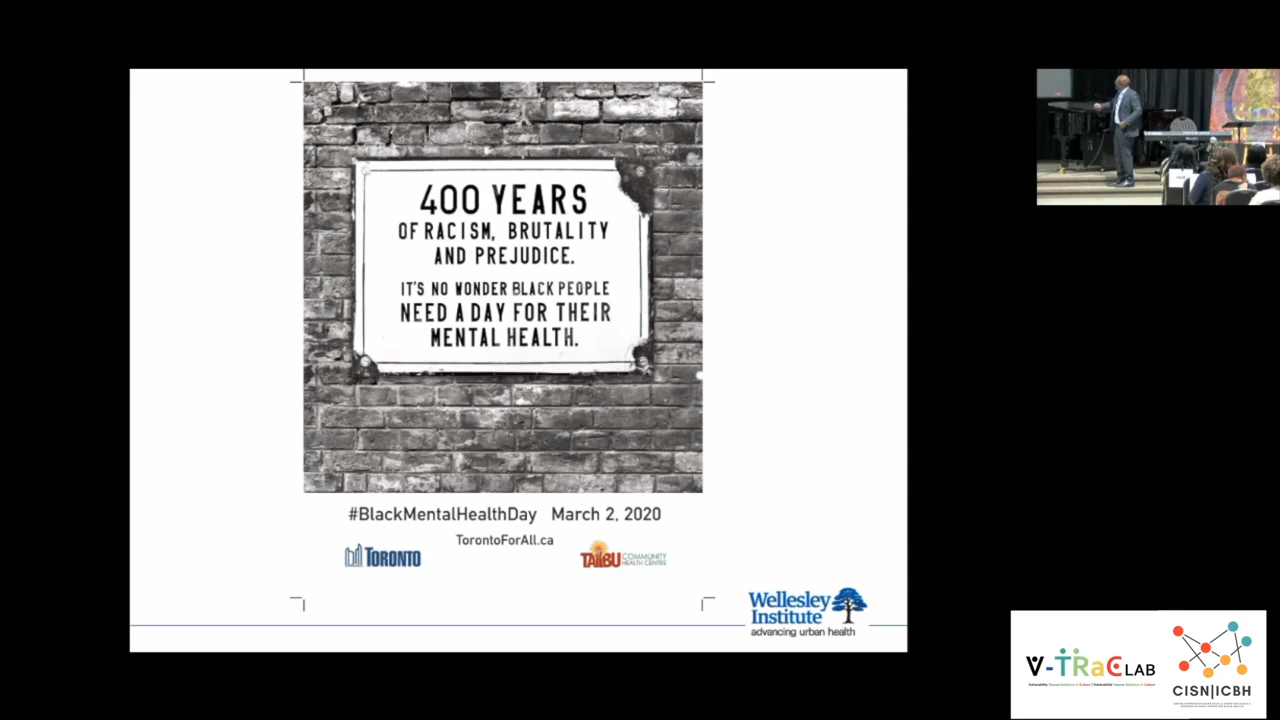 400 YEARS
OF RACISM, BRUTALITY
AND PREJUDICE.
IT'S NO WONDER BLACK PEOPLE
NEED A DAY FOR THEIR
MENTAL HEALTH.
#BlackMentalHealthDay March 2, 2020
TorontoForAll.ca
TORONTO
TAIBU COMMUNITY
HEALTH CENTRE
Wellesley
Institute
advancing urban health
V-TRaC LAB
CISN|ICBH